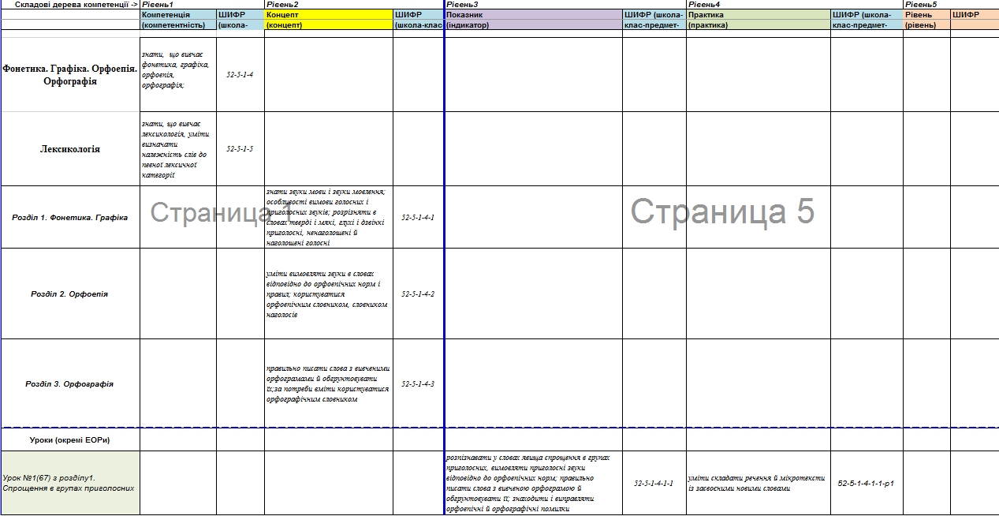 Складові дерева компетенції -> Рівень1 Рівень2 Рівень3 Рівень4 Рівень5
Компетенція ШИФР Концепт ШИФР Показник ШИФР (школа- Практика ШИФР (школа- Рівень ШИФР
(компетентність) (школа- (концепт) (школа-клас (індикатор) клас-предмет- (практика) клас-предмет- (рівень)
Фонетика. Графіка. Орфоепія.
Орфографія
знати, що вивчає
фонетика, графіка,
орфоепія,
орфографія;
52-5-1-4
Лексикологія
знати, що вивчає
лексикологія, уміти
визначати
належність слів до
певної лексичної
категорії
52-5-1-5
Розділ 1. Фонетика. Графіка
знати звуки мови і звуки мовлення;
особливості вимови голосних і
приголосних звуків; розрізняти в
словах тверді і мякі, глухі і дзвінкі
приголосні, ненаголошені й
наголошені голосні
52-5-1-4-1
Страница 1
Страница 5
Розділ 2. Орфоепія
уміти вимовляти звуки в словах
відповідно до орфоепічних норм і
правил; користуватися
орфоепічним словником, словником
наголосів
52-5-1-4-2
Розділ 3. Орфографія
правильно писати слова з вивченими
орфограмами й обґрунтовувати
їх;за потреби вміти користуватися
орфографічним словником
52-5-1-4-3
Уроки (окремі ЕОРи)
Урок №1(67) з розділу1.
Спрощення в групах приголосних
розпізнавати у словах явища спрощення в групах
приголосних, вимовляти приголосні звуки
відповідно до орфоепічних норм; правильно
писати слова з вивченою орфограмою й
обґрунтовувати її; знаходити і виправляти
орфоепічні й орфографічні помилки
52-5-1-4-1-1
уміти складати речення й мікротексти
із засвоєними новими словами
52-5-1-4-1-1-р1